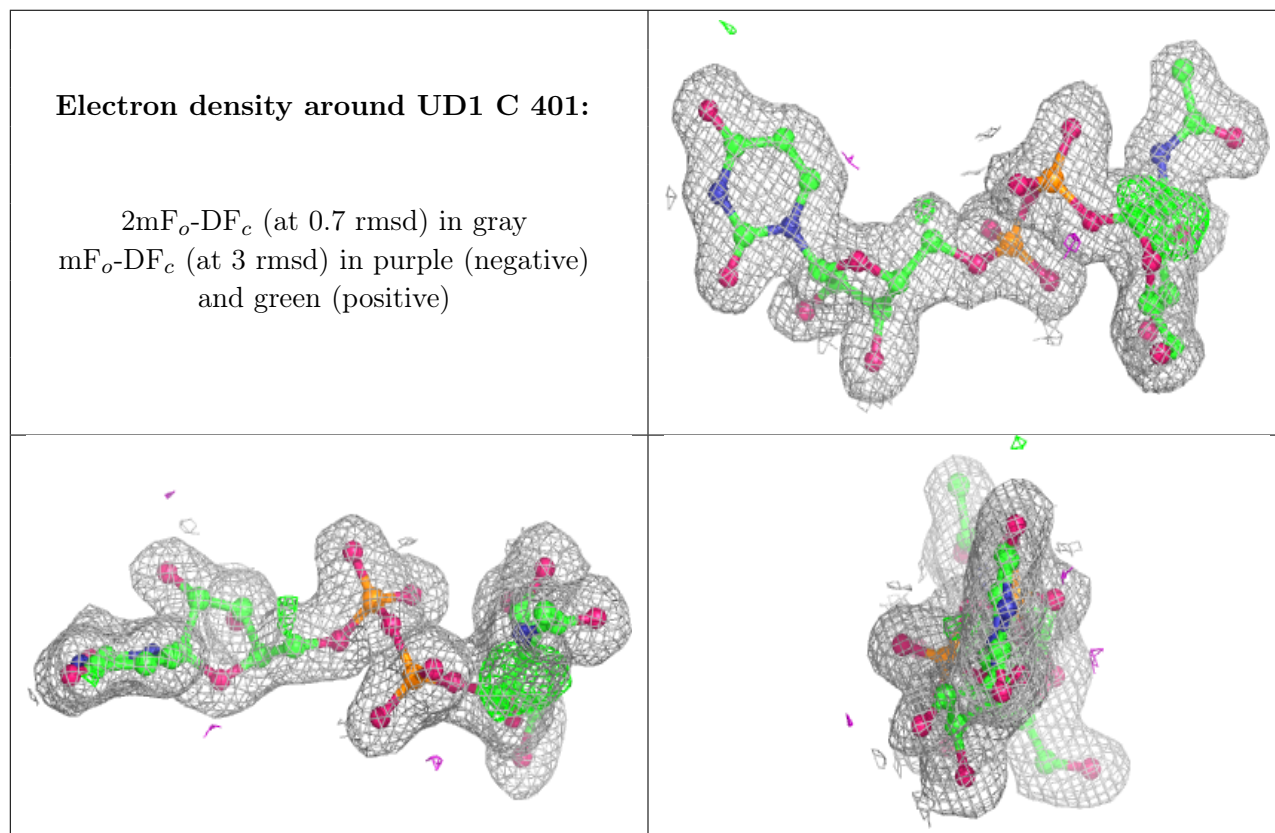 Electron density around UD1 C 401:
2mFₒ-DF𝒸 (at 0.7 rmsd) in gray
mFₒ-DF𝒸 (at 3 rmsd) in purple (negative)
and green (positive)